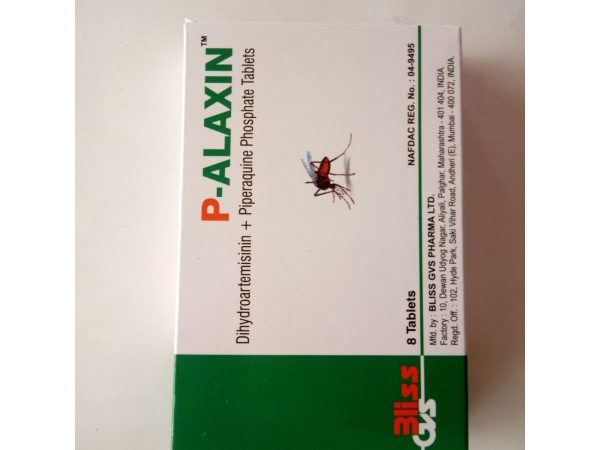 P-ALAXIN™
Dihydroartemisinin + Piperaquine Phosphate Tablets
NAFDAC REG. No. : 04-9495
8 Tablets
Mfd. by : BLISS GVS PHARMA LTD.
Factory : 10, Dewan Udyog Nagar, Aliyali, Palghar, Maharashtra - 401 404, INDIA.
Regd. Off : 102, Hyde Park, Saki Vihar Road, Andheri (E), Mumbai - 400 072, INDIA.
Bliss
GVS